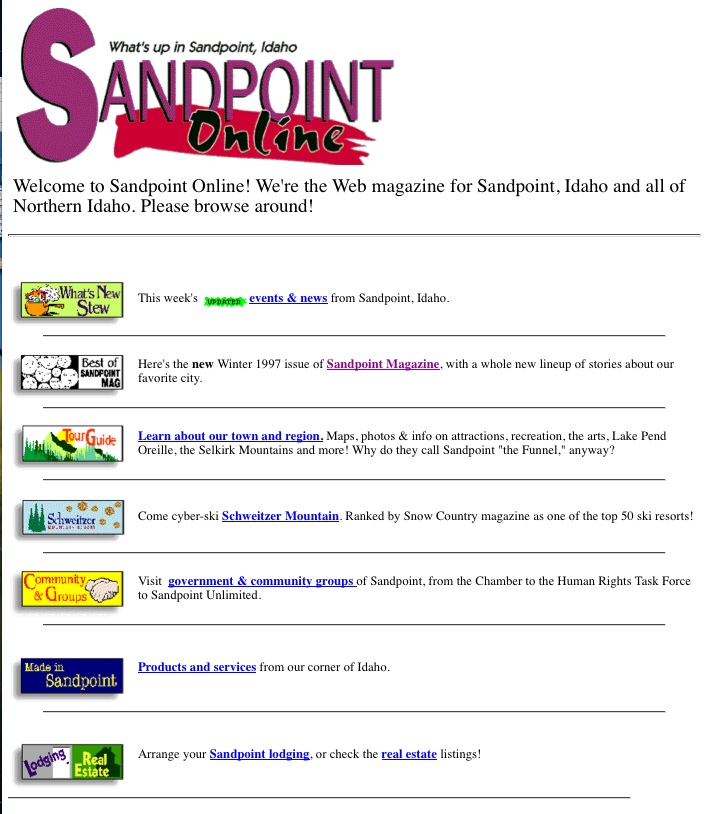 What's up in Sandpoint, Idaho
SANDPOINT
Online
Welcome to Sandpoint Online! We're the Web magazine for Sandpoint, Idaho and all of
Northern Idaho. Please browse around!
What's New
Stew
This week's UPDATED events & news from Sandpoint, Idaho.
Best of
SANDPOINT
MAG
Here's the new Winter 1997 issue of Sandpoint Magazine, with a whole new lineup of stories about our
favorite city.
Tour Guide
Learn about our town and region. Maps, photos & info on attractions, recreation, the arts, Lake Pend
Oreille, the Selkirk Mountains and more! Why do they call Sandpoint "the Funnel," anyway?
Schweitzer
Come cyber-ski Schweitzer Mountain. Ranked by Snow Country magazine as one of the top 50 ski resorts!
Community
& Groups
Visit government & community groups of Sandpoint, from the Chamber to the Human Rights Task Force
to Sandpoint Unlimited.
Made in
Sandpoint
Products and services from our corner of Idaho.
Lodging
Real
Estate
Arrange your Sandpoint lodging, or check the real estate listings!